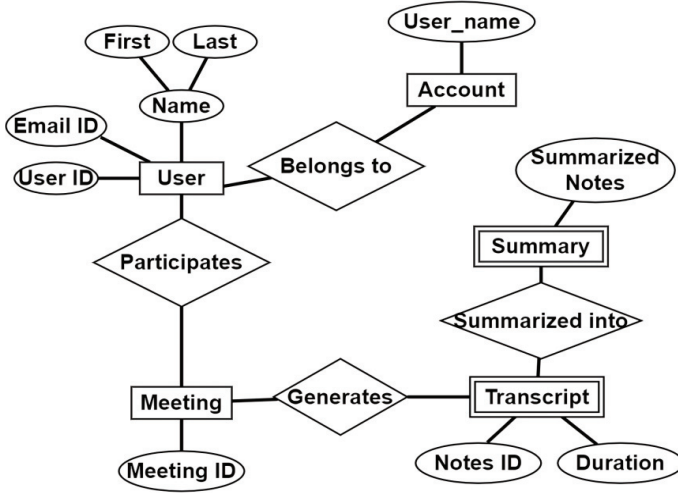 User_name
First
Last
Account
Name
Email ID
Belongs to
Summarized
Notes
User ID
User
Summary
Participates
Summarized into
Meeting
Generates
Transcript
Meeting ID
Notes ID
Duration